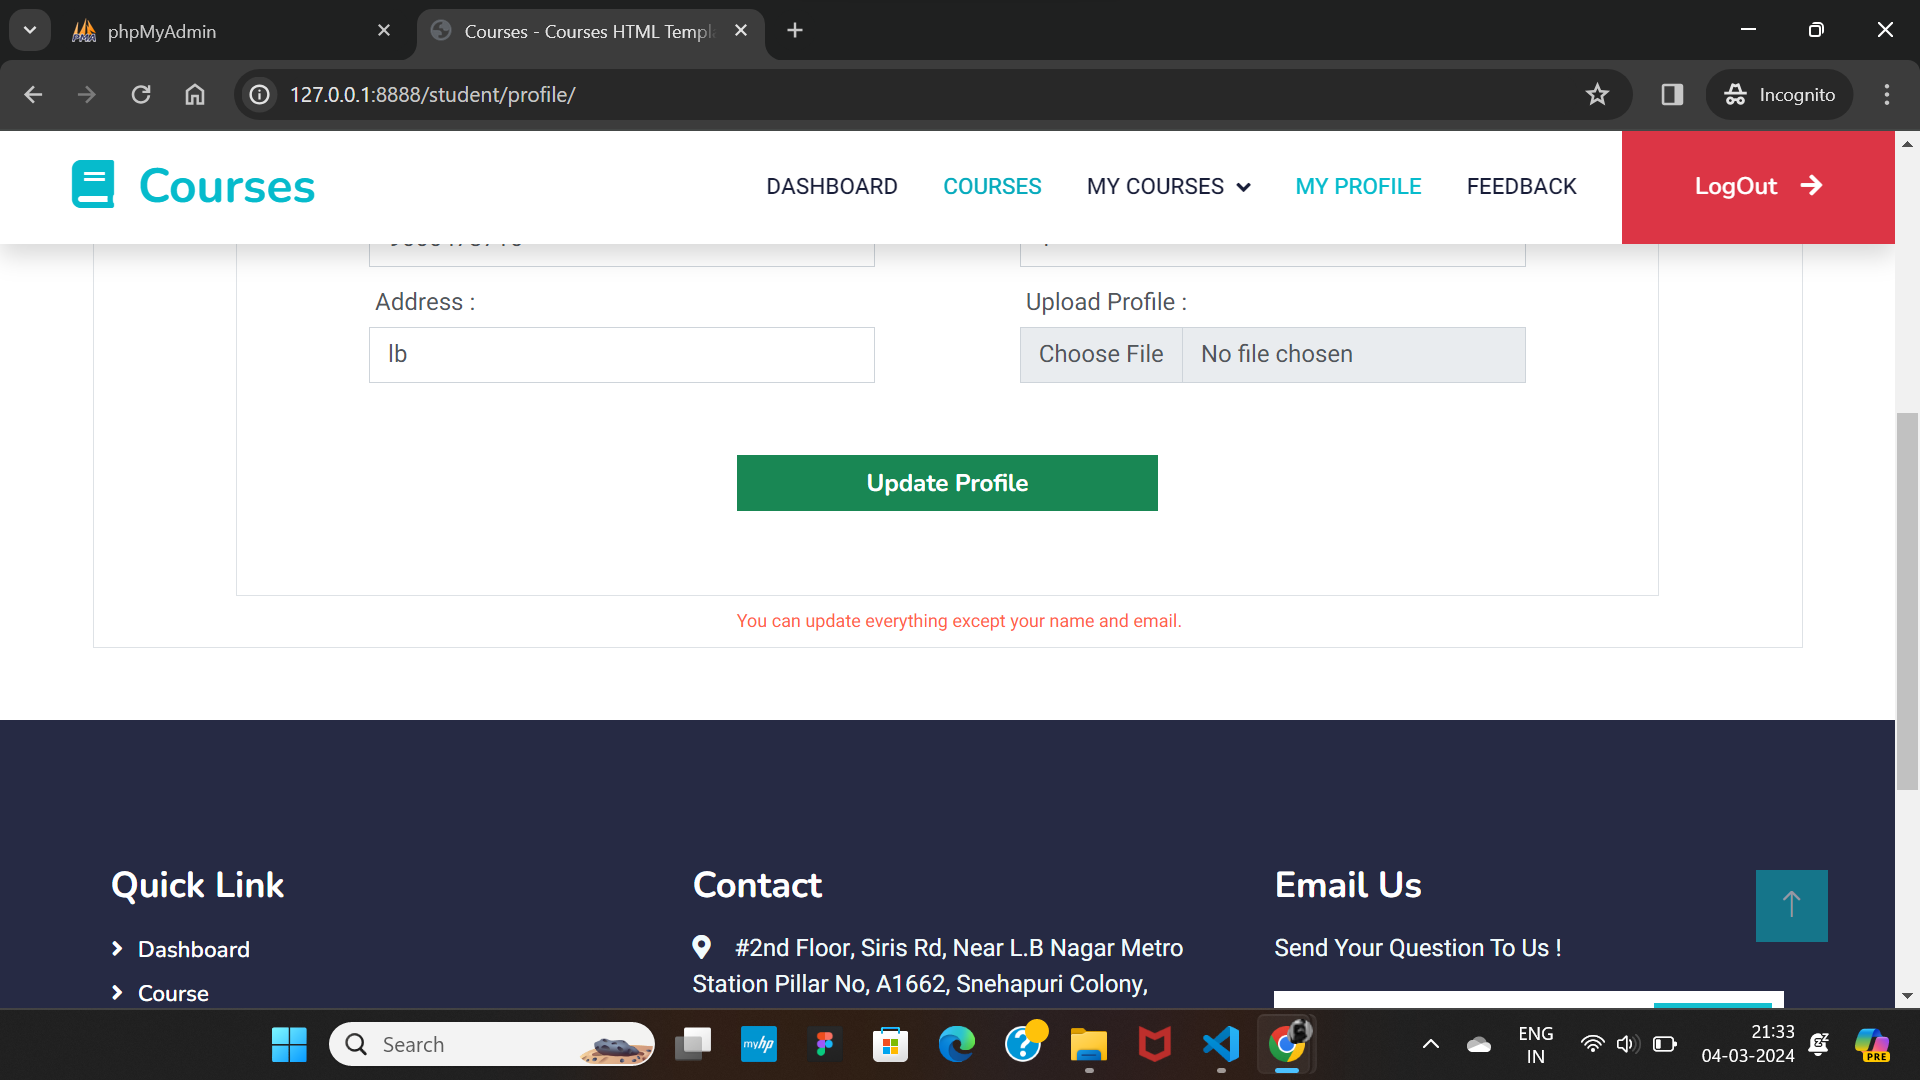 phpMyAdmin
Courses - Courses HTML Templ
127.0.0.1:8888/student/profile/
Incognito
Courses
DASHBOARD
COURSES
MY COURSES
MY PROFILE
FEEDBACK
LogOut
Address :
Upload Profile :
lb
Choose File
No file chosen
Update Profile
You can update everything except your name and email.
Quick Link
Dashboard
Course
Contact
#2nd Floor, Siris Rd, Near L.B Nagar Metro
Station Pillar No, A1662, Snehapuri Colony,
Email Us
Send Your Question To Us !
Search
myhp
ENG
IN
21:33
04-03-2024
PRE